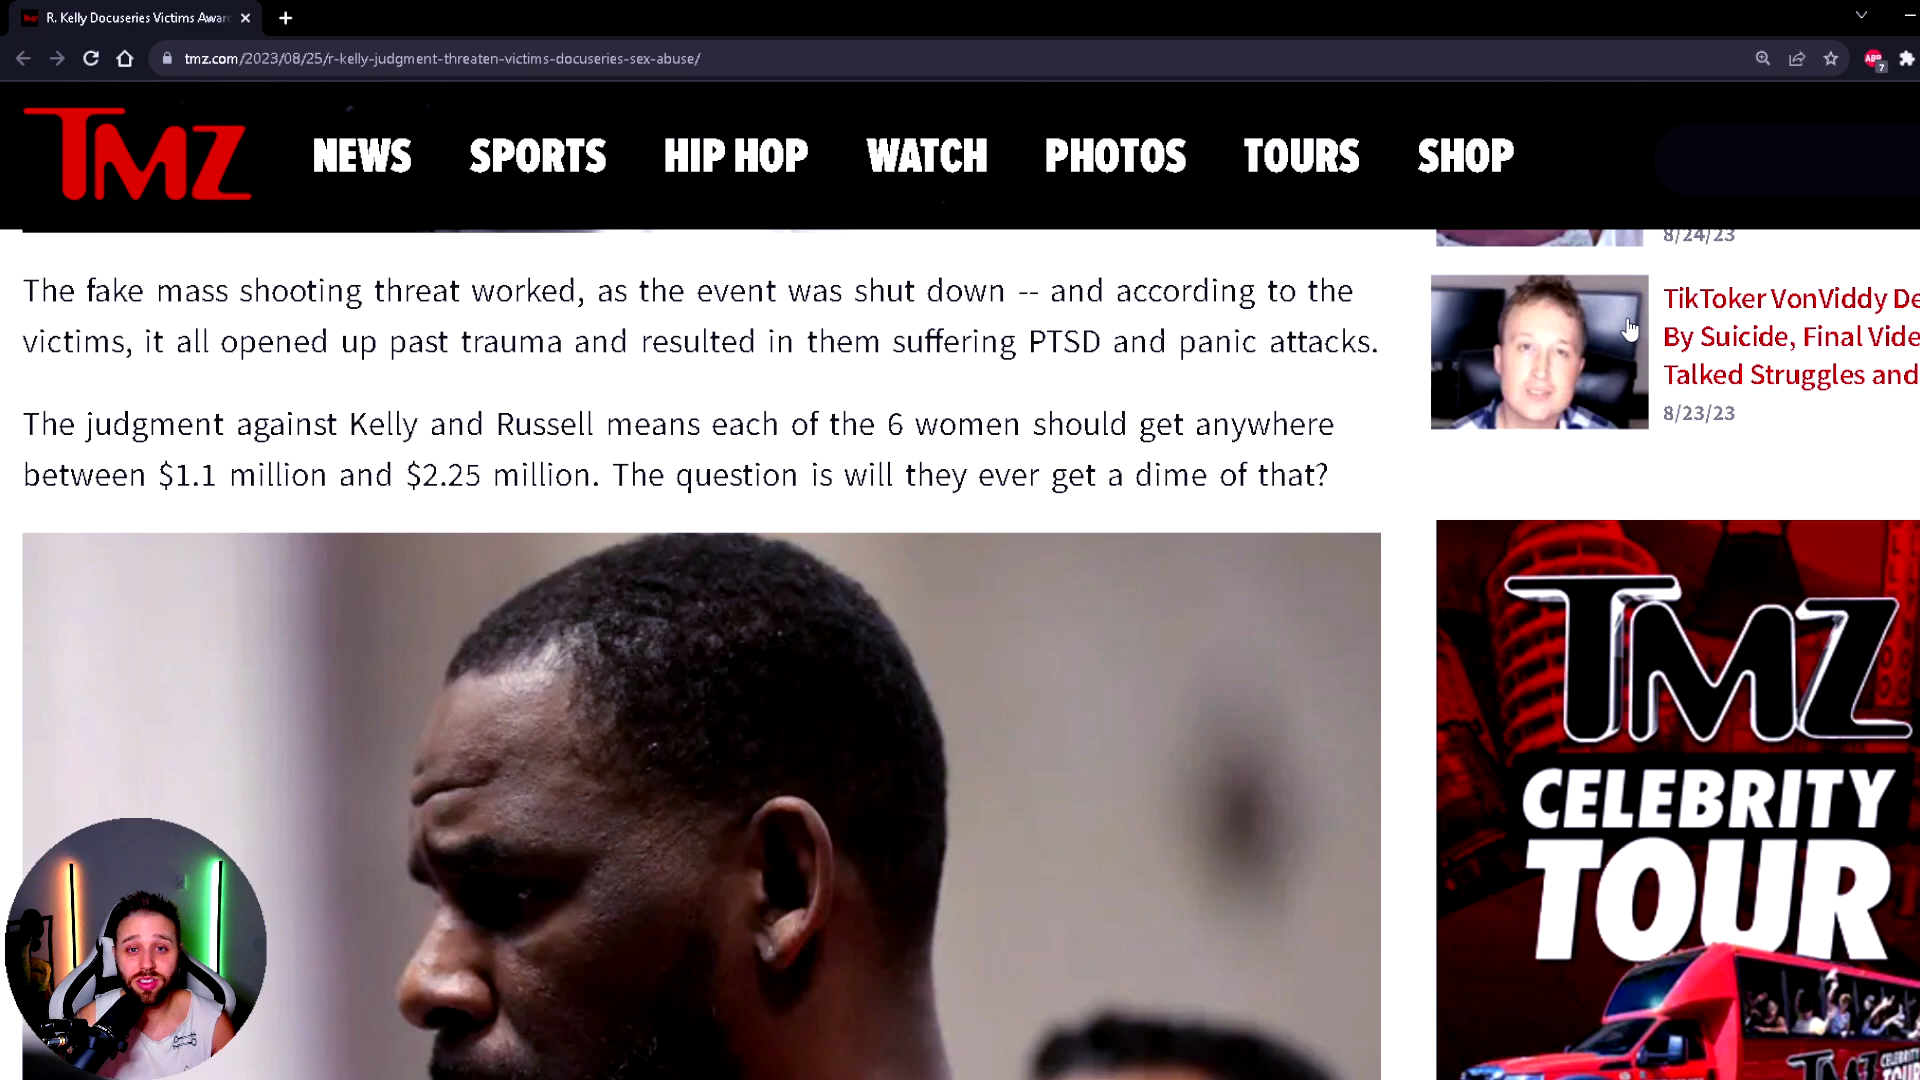 R. Kelly Docuseries Victims Awar
tmz.com/2023/08/25/r-kelly-judgment-threaten-victims-docuseries-sex-abuse/
ABP
7
TMZ
NEWS SPORTS HIP HOP WATCH PHOTOS TOURS SHOP
The fake mass shooting threat worked, as the event was shut down -- and according to the
victims, it all opened up past trauma and resulted in them suffering PTSD and panic attacks.
The judgment against Kelly and Russell means each of the 6 women should get anywhere
between $1.1 million and $2.25 million. The question is will they ever get a dime of that?
8/24/23
TikToker VonViddy De
By Suicide, Final Vide
Talked Struggles and
8/23/23
TMZ
CELEBRITY
TOUR
TMZ
CELEBRITY